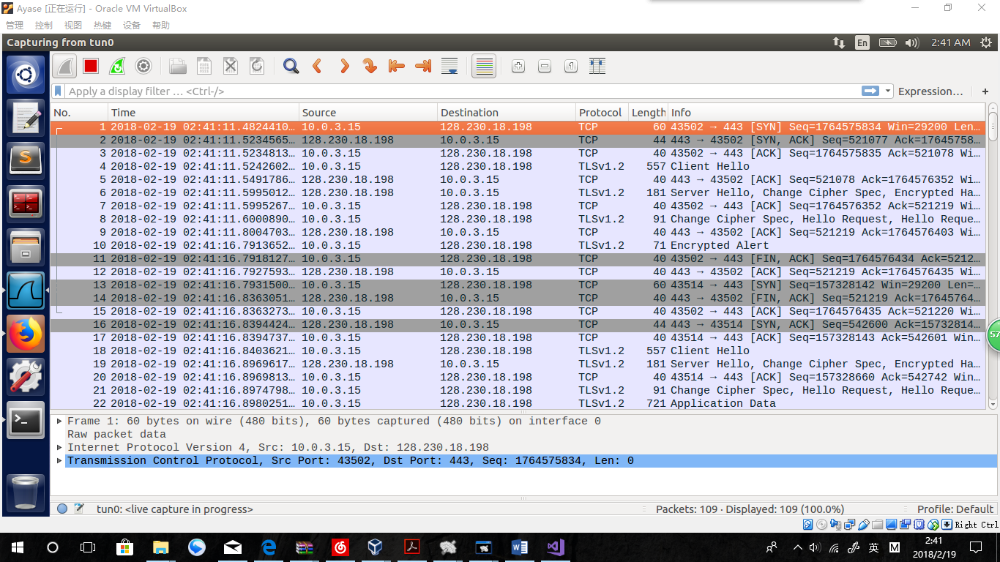 Ayase [正在运行] - Oracle VM VirtualBox
管理 控制 视图 热键 设备 帮助
Capturing from tun0 En 2:41 AM
Apply a display filter … <Ctrl-/> Expression… +
No. Time Source Destination Protocol Length Info
1 2018-02-19 02:41:11.4824410… 10.0.3.15 128.230.18.198 TCP 60 43502 → 443 [SYN] Seq=1764575834 Win=29200 Len…
2 2018-02-19 02:41:11.5234565… 128.230.18.198 10.0.3.15 TCP 44 443 → 43502 [SYN, ACK] Seq=521077 Ack=17645758…
3 2018-02-19 02:41:11.5234813… 10.0.3.15 128.230.18.198 TCP 40 43502 → 443 [ACK] Seq=1764575835 Ack=521078 Wi…
4 2018-02-19 02:41:11.5242602… 10.0.3.15 128.230.18.198 TLSv1.2 557 Client Hello
5 2018-02-19 02:41:11.5491786… 128.230.18.198 10.0.3.15 TCP 40 443 → 43502 [ACK] Seq=521078 Ack=1764576352 Wi…
6 2018-02-19 02:41:11.5995012… 128.230.18.198 10.0.3.15 TLSv1.2 181 Server Hello, Change Cipher Spec, Encrypted Ha…
7 2018-02-19 02:41:11.5995267… 10.0.3.15 128.230.18.198 TCP 40 43502 → 443 [ACK] Seq=1764576352 Ack=521219 Wi…
8 2018-02-19 02:41:11.6000890… 10.0.3.15 128.230.18.198 TLSv1.2 91 Change Cipher Spec, Hello Request, Hello Reque…
9 2018-02-19 02:41:11.8004703… 128.230.18.198 10.0.3.15 TCP 40 443 → 43502 [ACK] Seq=521219 Ack=1764576403 Wi…
10 2018-02-19 02:41:16.7913652… 10.0.3.15 128.230.18.198 TLSv1.2 71 Encrypted Alert
11 2018-02-19 02:41:16.7918127… 10.0.3.15 128.230.18.198 TCP 40 43502 → 443 [FIN, ACK] Seq=1764576434 Ack=5212…
12 2018-02-19 02:41:16.7927593… 128.230.18.198 10.0.3.15 TCP 40 443 → 43502 [ACK] Seq=521219 Ack=1764576435 Wi…
13 2018-02-19 02:41:16.7931500… 10.0.3.15 128.230.18.198 TCP 60 43514 → 443 [SYN] Seq=157328142 Win=29200 Len=…
14 2018-02-19 02:41:16.8363051… 128.230.18.198 10.0.3.15 TCP 40 443 → 43502 [FIN, ACK] Seq=521219 Ack=17645764…
15 2018-02-19 02:41:16.8363273… 10.0.3.15 128.230.18.198 TCP 40 43502 → 443 [ACK] Seq=1764576435 Ack=521220 Wi…
16 2018-02-19 02:41:16.8394424… 128.230.18.198 10.0.3.15 TCP 44 443 → 43514 [SYN, ACK] Seq=542600 Ack=15732814…
17 2018-02-19 02:41:16.8394737… 10.0.3.15 128.230.18.198 TCP 40 43514 → 443 [ACK] Seq=157328143 Ack=542601 Win…
18 2018-02-19 02:41:16.8403621… 10.0.3.15 128.230.18.198 TLSv1.2 557 Client Hello
19 2018-02-19 02:41:16.8969617… 128.230.18.198 10.0.3.15 TLSv1.2 181 Server Hello, Change Cipher Spec, Encrypted Ha…
20 2018-02-19 02:41:16.8969813… 10.0.3.15 128.230.18.198 TCP 40 43514 → 443 [ACK] Seq=157328660 Ack=542742 Win…
21 2018-02-19 02:41:16.8974798… 10.0.3.15 128.230.18.198 TLSv1.2 91 Change Cipher Spec, Hello Request, Hello Reque…
22 2018-02-19 02:41:16.8980251… 10.0.3.15 128.230.18.198 TLSv1.2 721 Application Data
57
Frame 1: 60 bytes on wire (480 bits), 60 bytes captured (480 bits) on interface 0
Raw packet data
Internet Protocol Version 4, Src: 10.0.3.15, Dst: 128.230.18.198
Transmission Control Protocol, Src Port: 43502, Dst Port: 443, Seq: 1764575834, Len: 0
tun0: <live capture in progress> Packets: 109 · Displayed: 109 (100.0%) Profile: Default
Right Ctrl
英 M 2:41
2018/2/19